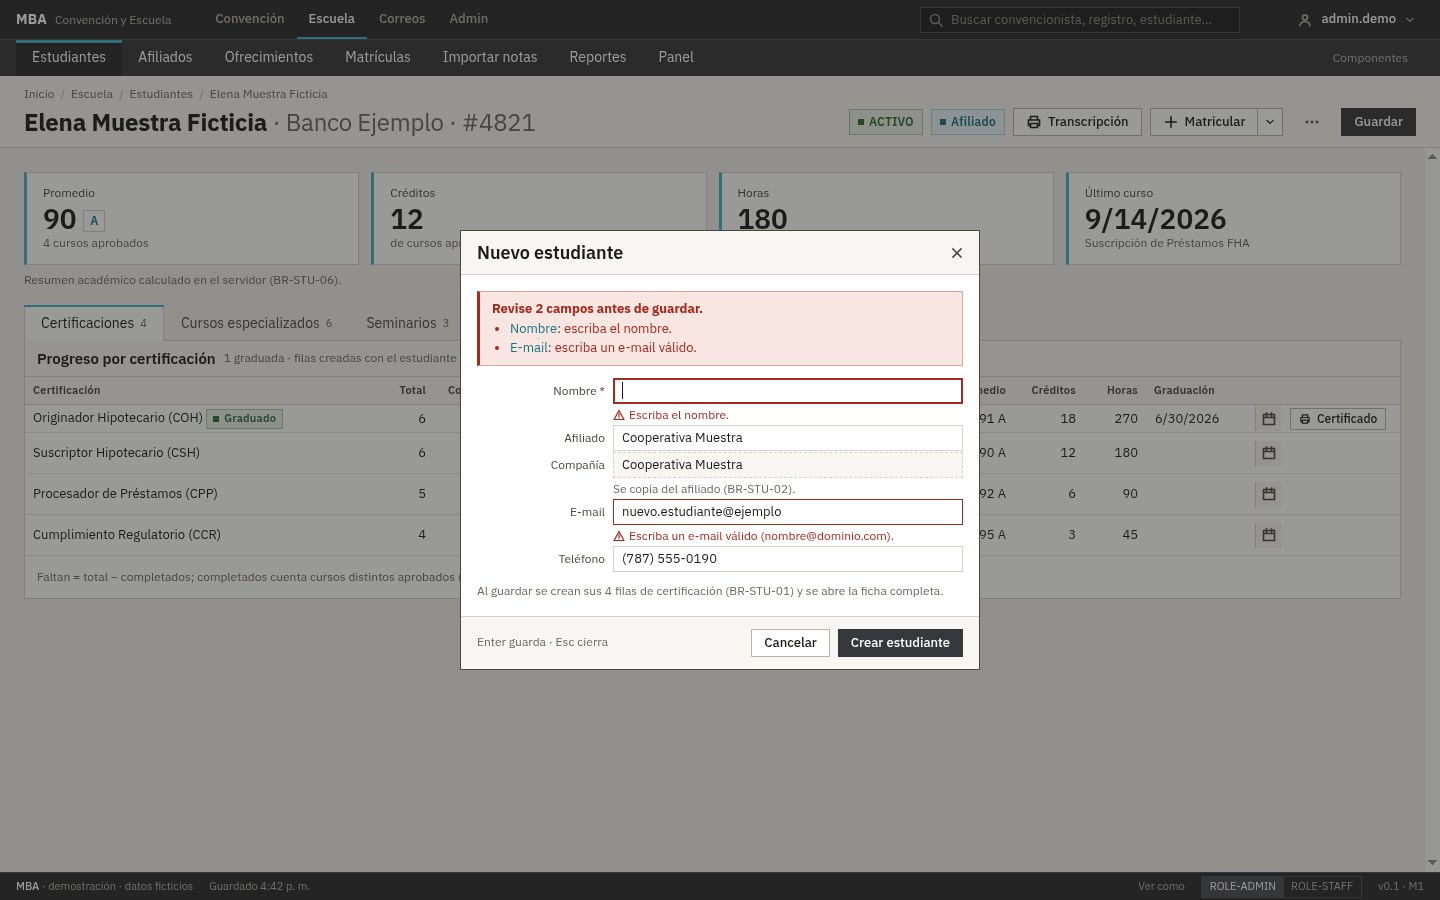 MBA Convención y Escuela Convención Escuela Correos Admin Buscar convencionista, registro, estudiante... admin.demo
Estudiantes Afiliados Ofrecimientos Matrículas Importar notas Reportes Panel Componentes
Inicio / Escuela / Estudiantes / Elena Muestra Ficticia
Elena Muestra Ficticia · Banco Ejemplo · #4821 ACTIVO Afiliado Transcripción Matricular ··· Guardar
Promedio Créditos Horas Último curso
90 A 12 180 9/14/2026
4 cursos aprobados de cursos Suscripción de Préstamos FHA
Resumen académico calculado en el servidor (BR-STU-06).
Certificaciones 4 Cursos especializados 6 Seminarios 3
Progreso por certificación 1 graduada · filas creadas con el estudiante
Certificación Total Créditos Horas Graduación
Originador Hipotecario (COH) Graduado 6 91 A 18 270 6/30/2026 Certificado
Suscriptor Hipotecario (CSH) 6 90 A 12 180
Procesador de Préstamos (CPP) 5 92 A 6 90
Cumplimiento Regulatorio (CCR) 4 95 A 3 45
Faltan = total − completados; completados cuenta cursos distintos aprobados
Nuevo estudiante
Revise 2 campos antes de guardar.
• Nombre: escriba el nombre.
• E-mail: escriba un e-mail válido.
Nombre *
Escriba el nombre.
Afiliado Cooperativa Muestra
Compañía Cooperativa Muestra
Se copia del afiliado (BR-STU-02).
E-mail nuevo.estudiante@ejemplo
Escriba un e-mail válido (nombre@dominio.com).
Teléfono (787) 555-0190
Al guardar se crean sus 4 filas de certificación (BR-STU-01) y se abre la ficha completa.
Enter guarda · Esc cierra Cancelar Crear estudiante
MBA · demostración · datos ficticios Guardado 4:42 p. m. Ver como ROLE-ADMIN ROLE-STAFF v0.1 · M1